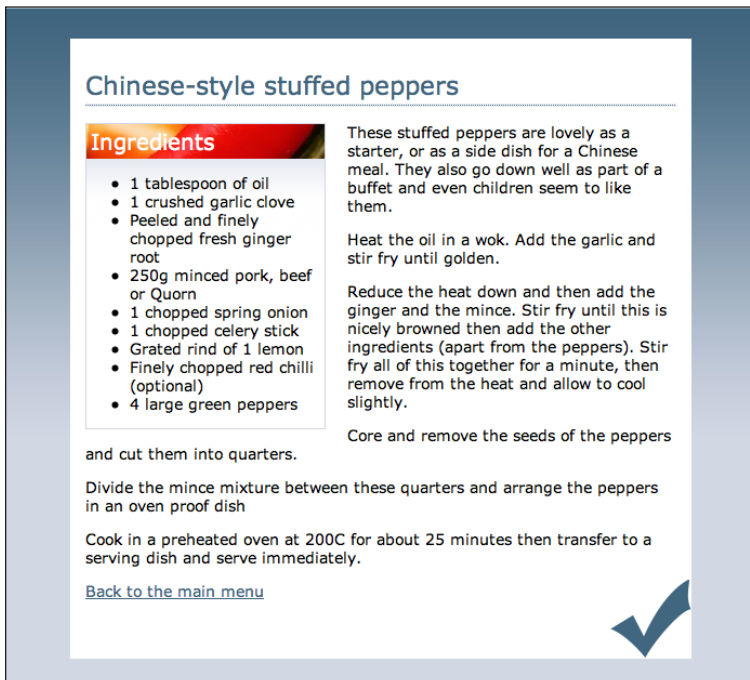 Chinese-style stuffed peppers
Ingredients
• 1 tablespoon of oil
• 1 crushed garlic clove
• Peeled and finely
chopped fresh ginger
root
• 250g minced pork, beef
or Quorn
• 1 chopped spring onion
• 1 chopped celery stick
• Grated rind of 1 lemon
• Finely chopped red chilli
(optional)
• 4 large green peppers
These stuffed peppers are lovely as a
starter, or as a side dish for a Chinese
meal. They also go down well as part of a
buffet and even children seem to like
them.
Heat the oil in a wok. Add the garlic and
stir fry until golden.
Reduce the heat down and then add the
ginger and the mince. Stir fry until this is
nicely browned then add the other
ingredients (apart from the peppers). Stir
fry all of this together for a minute, then
remove from the heat and allow to cool
slightly.
Core and remove the seeds of the peppers
and cut them into quarters.
Divide the mince mixture between these quarters and arrange the peppers
in an oven proof dish
Cook in a preheated oven at 200C for about 25 minutes then transfer to a
serving dish and serve immediately.
Back to the main menu